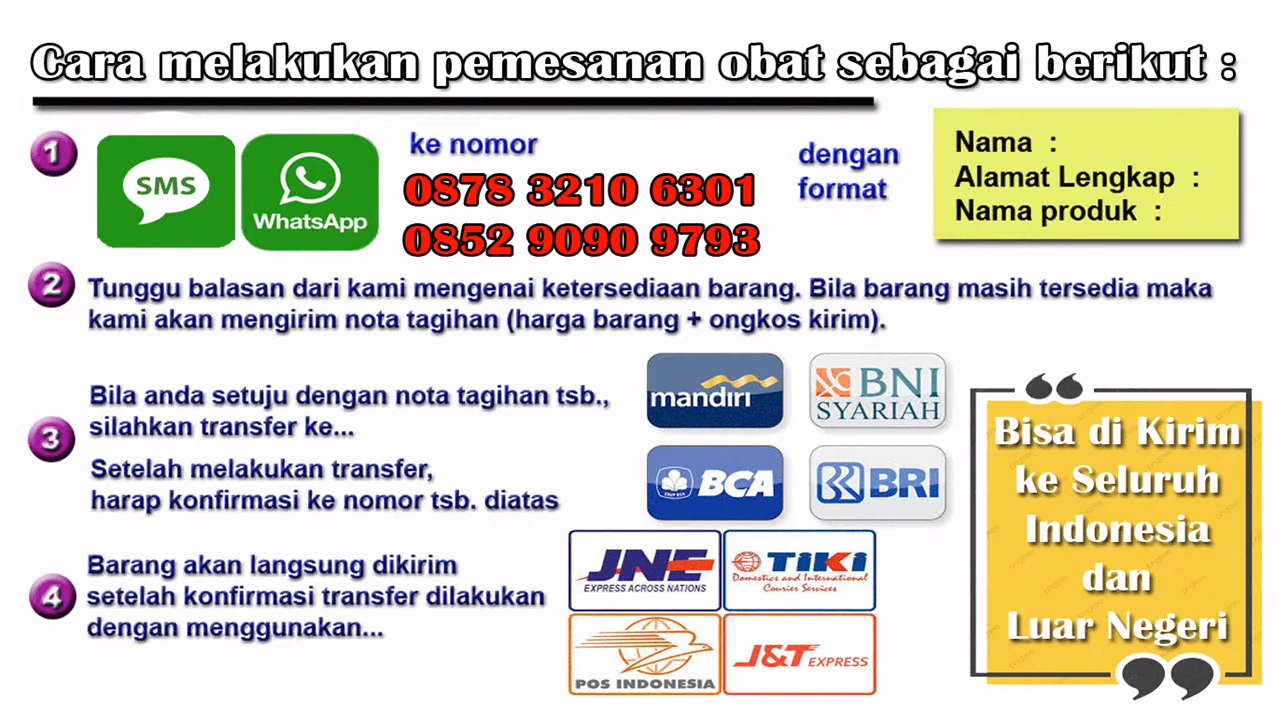 Cara melakukan pemesanan obat sebagai berikut :
1
SMS
WhatsApp
ke nomor
0878 3210 6301
0852 9090 9793
dengan
format
Nama :
Alamat Lengkap :
Nama produk :
2
Tunggu balasan dari kami mengenai ketersediaan barang. Bila barang masih tersedia maka
kami akan mengirim nota tagihan (harga barang + ongkos kirim).
3
Bila anda setuju dengan nota tagihan tsb.,
silahkan transfer ke...
Setelah melakukan transfer,
harap konfirmasi ke nomor tsb. diatas
mandiri
BNI
SYARIAH
BCA
BRI
4
Barang akan langsung dikirim
setelah konfirmasi transfer dilakukan
dengan menggunakan...
JNE
EXPRESS ACROSS NATIONS
TIKI
Domestics and International
Courier Services
POS INDONESIA
J&T EXPRESS
Bisa di Kirim
ke Seluruh
Indonesia
dan
Luar Negeri